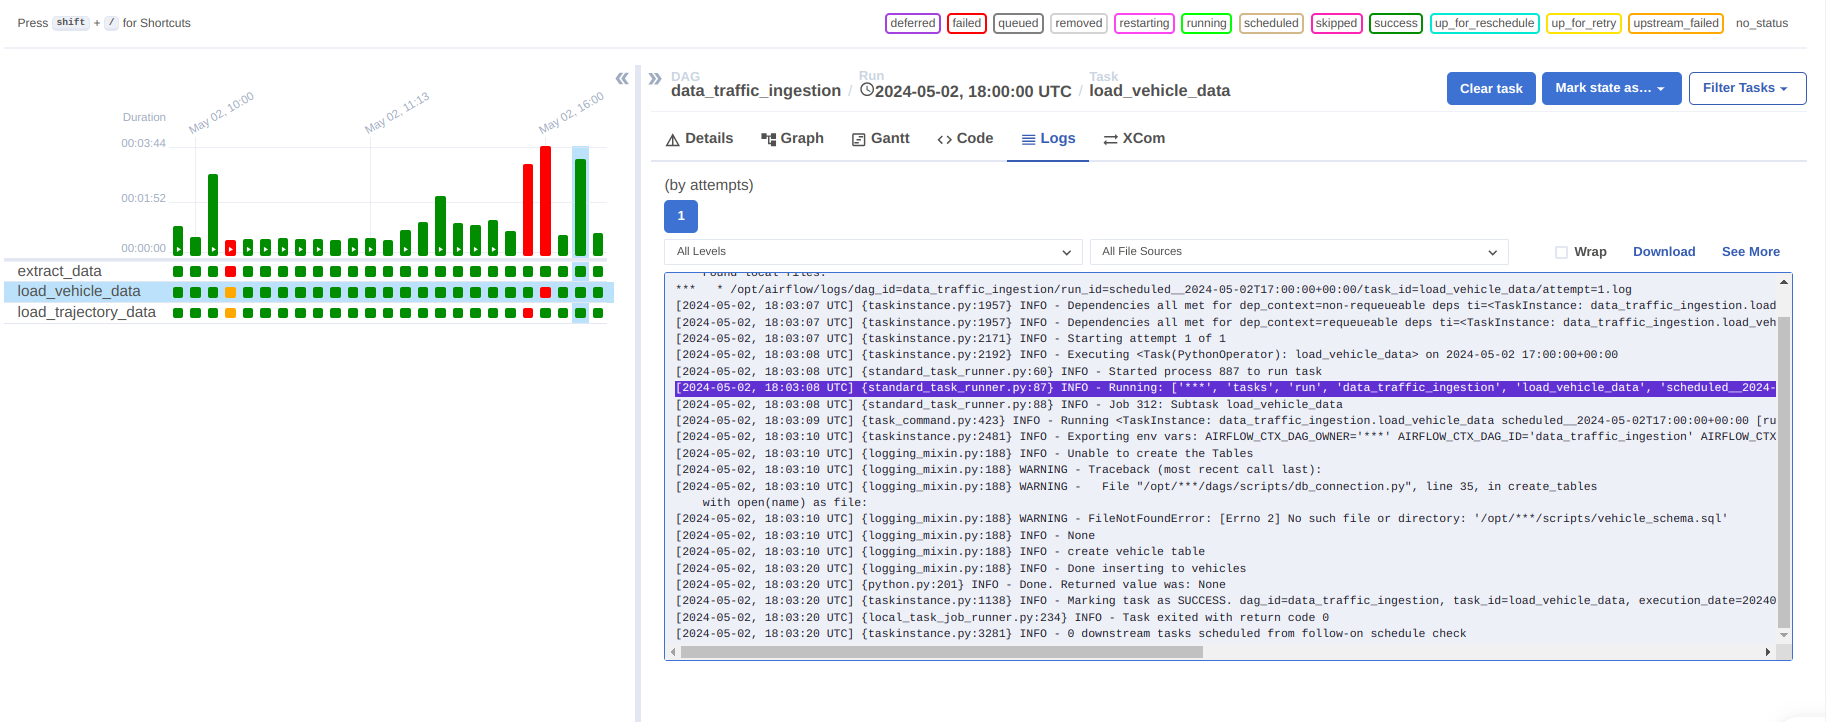 Press shift + / for Shortcuts
deferred failed queued removed restarting running scheduled skipped success up_for_reschedule up_for_retry upstream_failed no_status
May 02, 10:00 May 02, 11:13 May 02, 16:00
Duration
00:03:44
00:01:52
00:00:00
extract_data
load_vehicle_data
load_trajectory_data
« » DAG Run Task
data_traffic_ingestion / 2024-05-02, 18:00:00 UTC / load_vehicle_data
Clear task Mark state as... Filter Tasks
Details Graph Gantt Code Logs XCom
(by attempts)
1
All Levels All File Sources Wrap Download See More
Found local files:
***   * /opt/airflow/logs/dag_id=data_traffic_ingestion/run_id=scheduled__2024-05-02T17:00:00+00:00/task_id=load_vehicle_data/attempt=1.log
[2024-05-02, 18:03:07 UTC] {taskinstance.py:1957} INFO - Dependencies all met for dep_context=non-requeueable deps ti=<TaskInstance: data_traffic_ingestion.load
[2024-05-02, 18:03:07 UTC] {taskinstance.py:1957} INFO - Dependencies all met for dep_context=requeueable deps ti=<TaskInstance: data_traffic_ingestion.load_veh
[2024-05-02, 18:03:07 UTC] {taskinstance.py:2171} INFO - Starting attempt 1 of 1
[2024-05-02, 18:03:08 UTC] {taskinstance.py:2192} INFO - Executing <Task(PythonOperator): load_vehicle_data> on 2024-05-02 17:00:00+00:00
[2024-05-02, 18:03:08 UTC] {standard_task_runner.py:60} INFO - Started process 887 to run task
[2024-05-02, 18:03:08 UTC] {standard_task_runner.py:87} INFO - Running: ['***', 'tasks', 'run', 'data_traffic_ingestion', 'load_vehicle_data', 'scheduled__2024-
[2024-05-02, 18:03:08 UTC] {standard_task_runner.py:88} INFO - Job 312: Subtask load_vehicle_data
[2024-05-02, 18:03:09 UTC] {task_command.py:423} INFO - Running <TaskInstance: data_traffic_ingestion.load_vehicle_data scheduled__2024-05-02T17:00:00+00:00 [ru
[2024-05-02, 18:03:10 UTC] {taskinstance.py:2481} INFO - Exporting env vars: AIRFLOW_CTX_DAG_OWNER='***' AIRFLOW_CTX_DAG_ID='data_traffic_ingestion' AIRFLOW_CTX
[2024-05-02, 18:03:10 UTC] {logging_mixin.py:188} INFO - Unable to create the Tables
[2024-05-02, 18:03:10 UTC] {logging_mixin.py:188} WARNING - Traceback (most recent call last):
[2024-05-02, 18:03:10 UTC] {logging_mixin.py:188} WARNING -   File "/opt/***/dags/scripts/db_connection.py", line 35, in create_tables
with open(name) as file:
[2024-05-02, 18:03:10 UTC] {logging_mixin.py:188} WARNING - FileNotFoundError: [Errno 2] No such file or directory: '/opt/***/scripts/vehicle_schema.sql'
[2024-05-02, 18:03:10 UTC] {logging_mixin.py:188} INFO - None
[2024-05-02, 18:03:10 UTC] {logging_mixin.py:188} INFO - create vehicle table
[2024-05-02, 18:03:20 UTC] {logging_mixin.py:188} INFO - Done inserting to vehicles
[2024-05-02, 18:03:20 UTC] {python.py:201} INFO - Done. Returned value was: None
[2024-05-02, 18:03:20 UTC] {taskinstance.py:1138} INFO - Marking task as SUCCESS. dag_id=data_traffic_ingestion, task_id=load_vehicle_data, execution_date=20240
[2024-05-02, 18:03:20 UTC] {local_task_job_runner.py:234} INFO - Task exited with return code 0
[2024-05-02, 18:03:20 UTC] {taskinstance.py:3281} INFO - 0 downstream tasks scheduled from follow-on schedule check